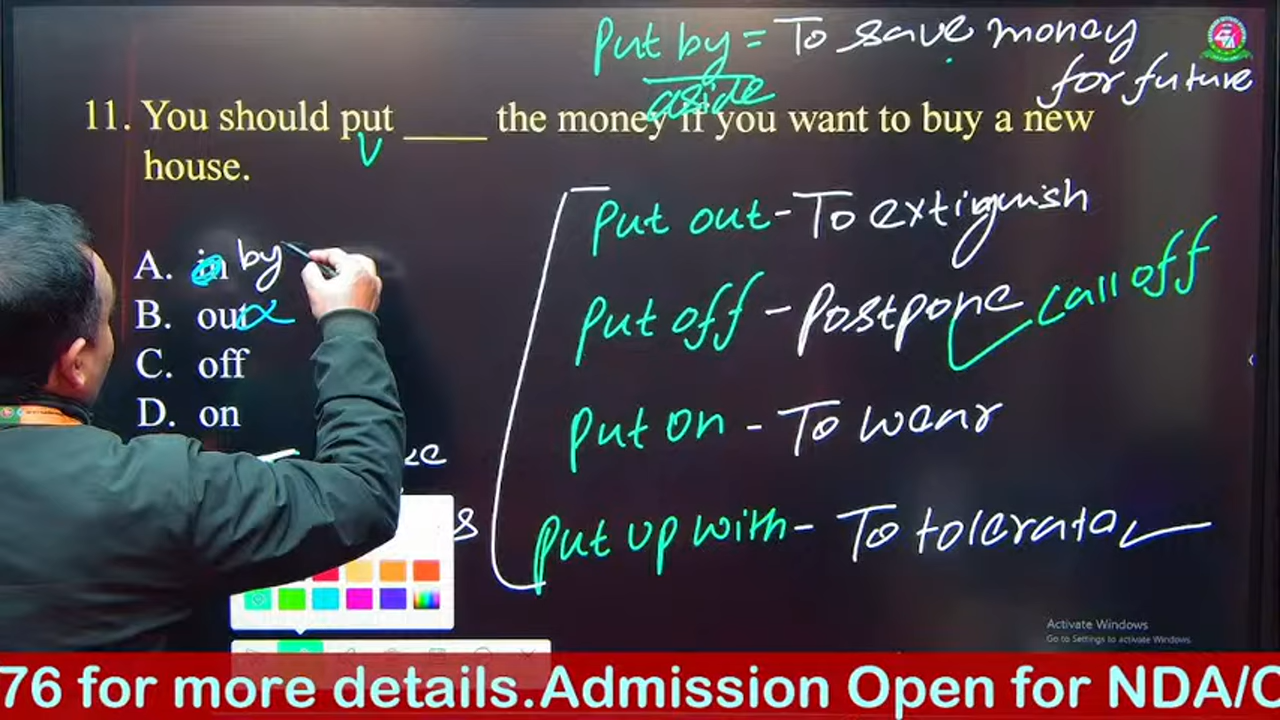 Put by = To save money
aside for future
11. You should put ____ the money if you want to buy a new
house.
A. in by
B. out
C. off
D. on
Put out - To extinguish
Put off - Postpone call off
Put on - To wear
Put up with - To tolerate
Activate Windows
Go to Settings to activate Windows.
76 for more details.Admission Open for NDA/C